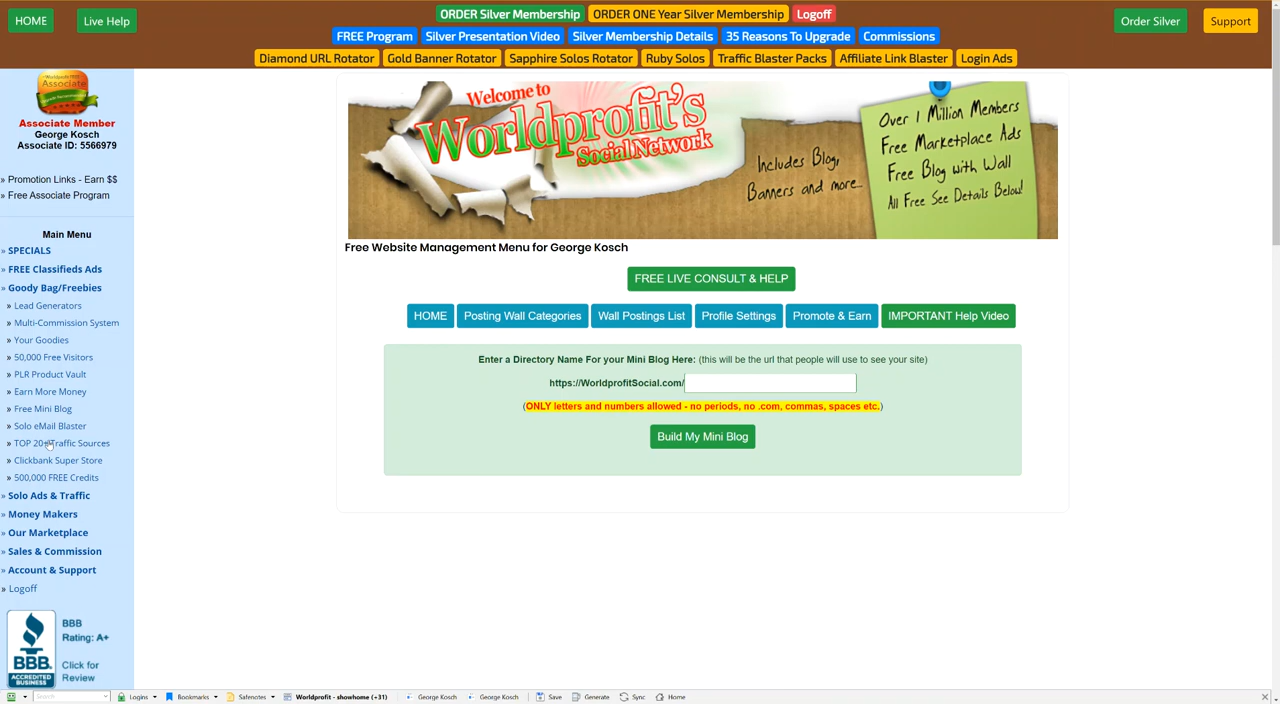 HOME
Live Help
ORDER Silver Membership
ORDER ONE Year Silver Membership
Logoff
Order Silver
Support
FREE Program
Silver Presentation Video
Silver Membership Details
35 Reasons To Upgrade
Commissions
Diamond URL Rotator
Gold Banner Rotator
Sapphire Solos Rotator
Ruby Solos
Traffic Blaster Packs
Affiliate Link Blaster
Login Ads
Worldprofit FREE
Associate
Associate Member
George Kosch
Associate ID: 5566979
» Promotion Links - Earn $$
» Free Associate Program
Main Menu
» SPECIALS
» FREE Classifieds Ads
» Goody Bag/Freebies
» Lead Generators
» Multi-Commission System
» Your Goodies
» 50,000 Free Visitors
» PLR Product Vault
» Earn More Money
» Free Mini Blog
» Solo eMail Blaster
» TOP 20+ Traffic Sources
» Clickbank Super Store
» 500,000 FREE Credits
» Solo Ads & Traffic
» Money Makers
» Our Marketplace
» Sales & Commission
» Account & Support
» Logoff
BBB
Rating: A+
Click for
Review
BBB.
ACCREDITED
BUSINESS
Welcome to
Worldprofit's
Social Network
Includes Blog,
Banners and more...
Over 1 Million Members
Free Marketplace Ads
Free Blog with Wall
All Free See Details Below!
Free Website Management Menu for George Kosch
FREE LIVE CONSULT & HELP
HOME
Posting Wall Categories
Wall Postings List
Profile Settings
Promote & Earn
IMPORTANT Help Video
Enter a Directory Name For your Mini Blog Here: (this will be the url that people will use to see your site)
https://WorldprofitSocial.com/
(ONLY letters and numbers allowed - no periods, no .com, commas, spaces etc.)
Build My Mini Blog
Search
Logins
Bookmarks
Safenotes
Worldprofit - showhome (+31)
George Kosch
George Kosch
Save
Generate
Sync
Home